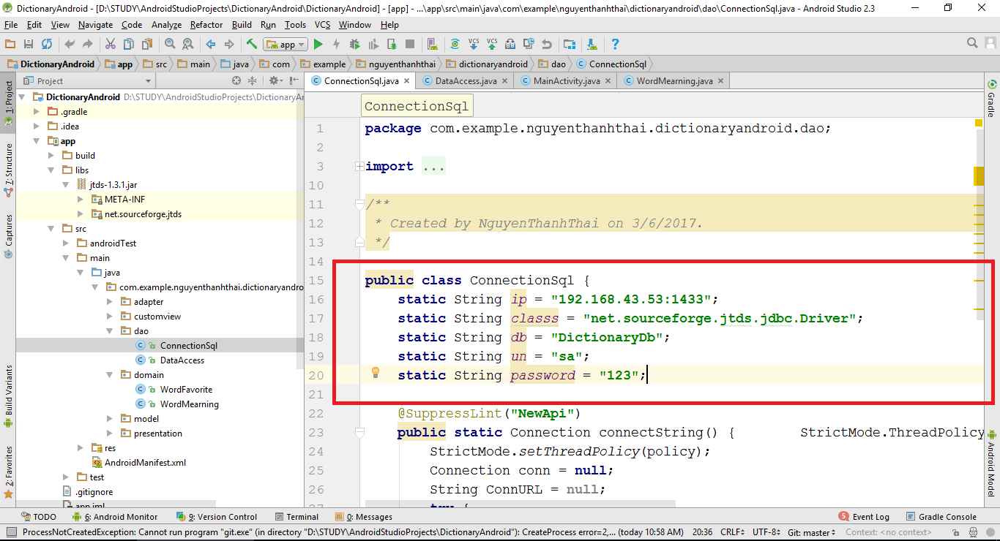 DictionaryAndroid - [D:\STUDY\AndroidStudioProjects\DictionaryAndroid\DictionaryAndroid] - [app] - ...\app\src\main\java\com\example\nguyenthanhthai\dictionaryandroid\dao\ConnectionSql.java - Android Studio 2.3
File Edit View Navigate Code Analyze Refactor Build Run Tools VCS Window Help
app VCS VCS ?
DictionaryAndroid app src main java com example nguyenthanhthai dictionaryandroid dao ConnectionSql
Project ConnectionSql.java DataAccess.java MainActivity.java WordMearning.java
1: Project
7: Structure
Captures
Build Variants
2: Favorites
DictionaryAndroid D:\STUDY\AndroidStudioProjects\DictionaryAn
.gradle
.idea
app
build
libs
jtds-1.3.1.jar
META-INF
net.sourceforge.jtds
src
androidTest
main
java
com.example.nguyenthanhthai.dictionaryandro
adapter
customview
dao
ConnectionSql
DataAccess
domain
WordFavorite
WordMearning
model
presentation
res
AndroidManifest.xml
test
.gitignore
app.iml
ConnectionSql
1 package com.example.nguyenthanhthai.dictionaryandroid.dao;
2
3 import ...
10
11 /**
12 * Created by NguyenThanhThai on 3/6/2017.
13 */
14
15 public class ConnectionSql {
16 static String ip = "192.168.43.53:1433";
17 static String classs = "net.sourceforge.jtds.jdbc.Driver";
18 static String db = "DictionaryDb";
19 static String un = "sa";
20 static String password = "123";
21
22 @SuppressLint("NewApi")
23 public static Connection connectString() { StrictMode.ThreadPolicy
24 StrictMode.setThreadPolicy(policy);
25 Connection conn = null;
26 String ConnURL = null;
27 try {
Gradle
Android Model
TODO 6: Android Monitor 9: Version Control Terminal 0: Messages 5 Event Log Gradle Console
ProcessNotCreatedException: Cannot run program "git.exe" (in directory "D:\STUDY\AndroidStudioProjects\DictionaryAndroid"): CreateProcess error=2,... (today 10:58 AM) 20:36 CRLF UTF-8 Git: master Context: <no context>